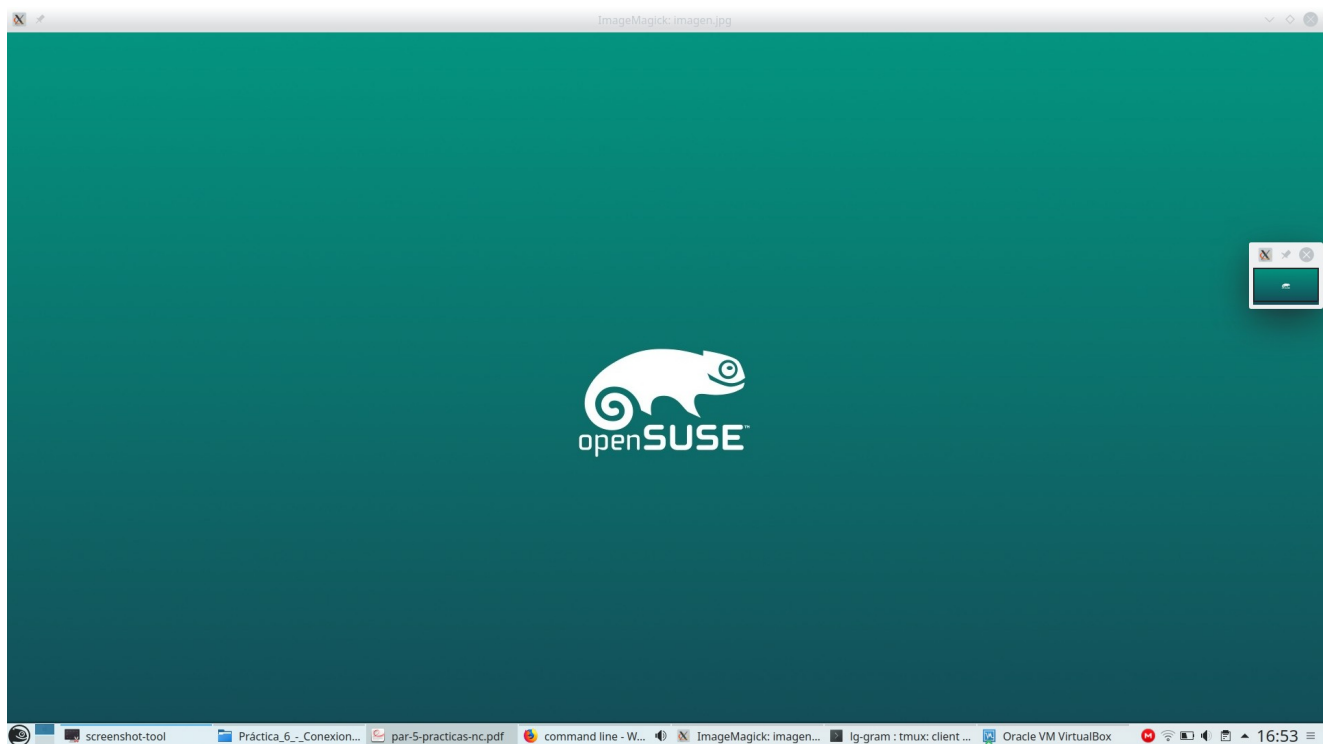 ImageMagick: imagen.jpg
openSUSE™
screenshot-tool
Práctica_6_-_Conexion...
par-5-practicas-nc.pdf
command line - W...
ImageMagick: imagen...
lg-gram : tmux: client ...
Oracle VM VirtualBox
16:53